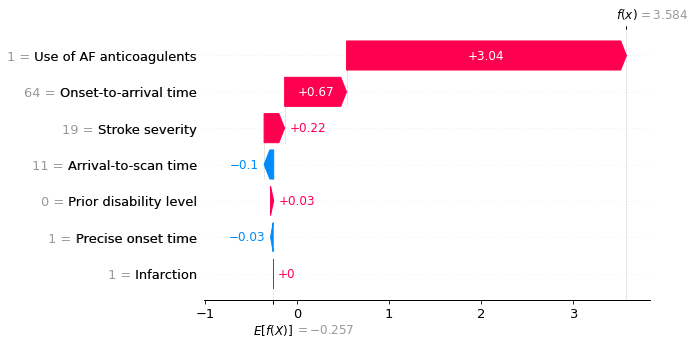 f(x) = 3.584
1 = Use of AF anticoagulents
+3.04
64 = Onset-to-arrival time
+0.67
19 = Stroke severity
+0.22
11 = Arrival-to-scan time
−0.1
0 = Prior disability level
+0.03
1 = Precise onset time
−0.03
1 = Infarction
+0
−1 0 1 2 3
E[f(X)] = −0.257